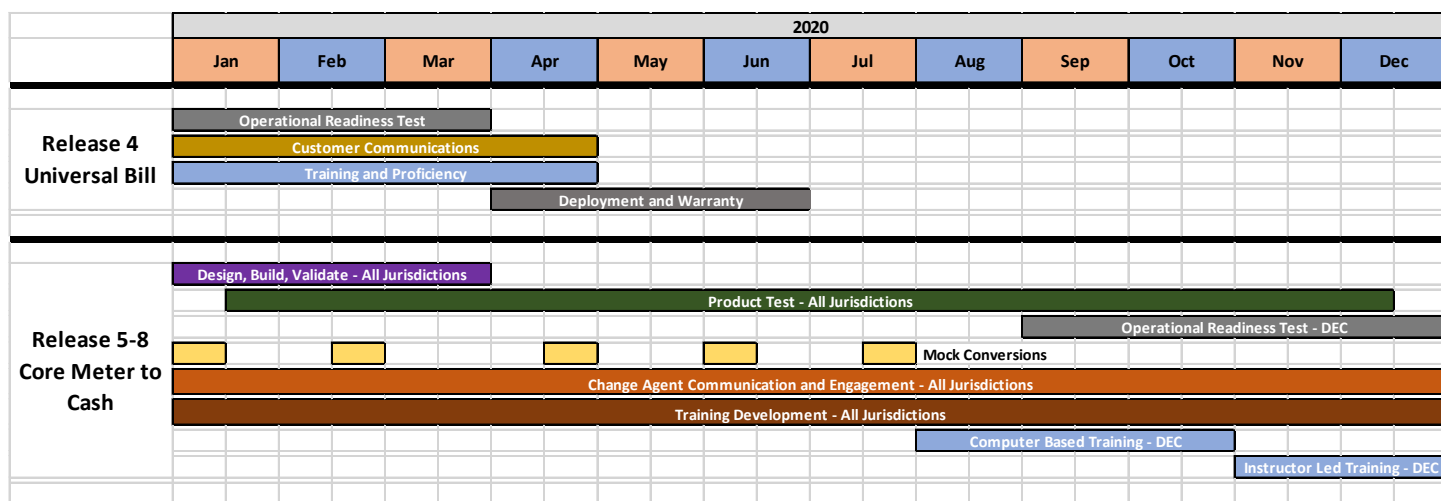 2020
Jan Feb Mar Apr May Jun Jul Aug Sep Oct Nov Dec
Release 4
Universal Bill
Operational Readiness Test
Customer Communications
Training and Proficiency
Deployment and Warranty
Release 5-8
Core Meter to
Cash
Design, Build, Validate - All Jurisdictions
Product Test - All Jurisdictions
Operational Readiness Test - DEC
Mock Conversions
Change Agent Communication and Engagement - All Jurisdictions
Training Development - All Jurisdictions
Computer Based Training - DEC
Instructor Led Training - DEC